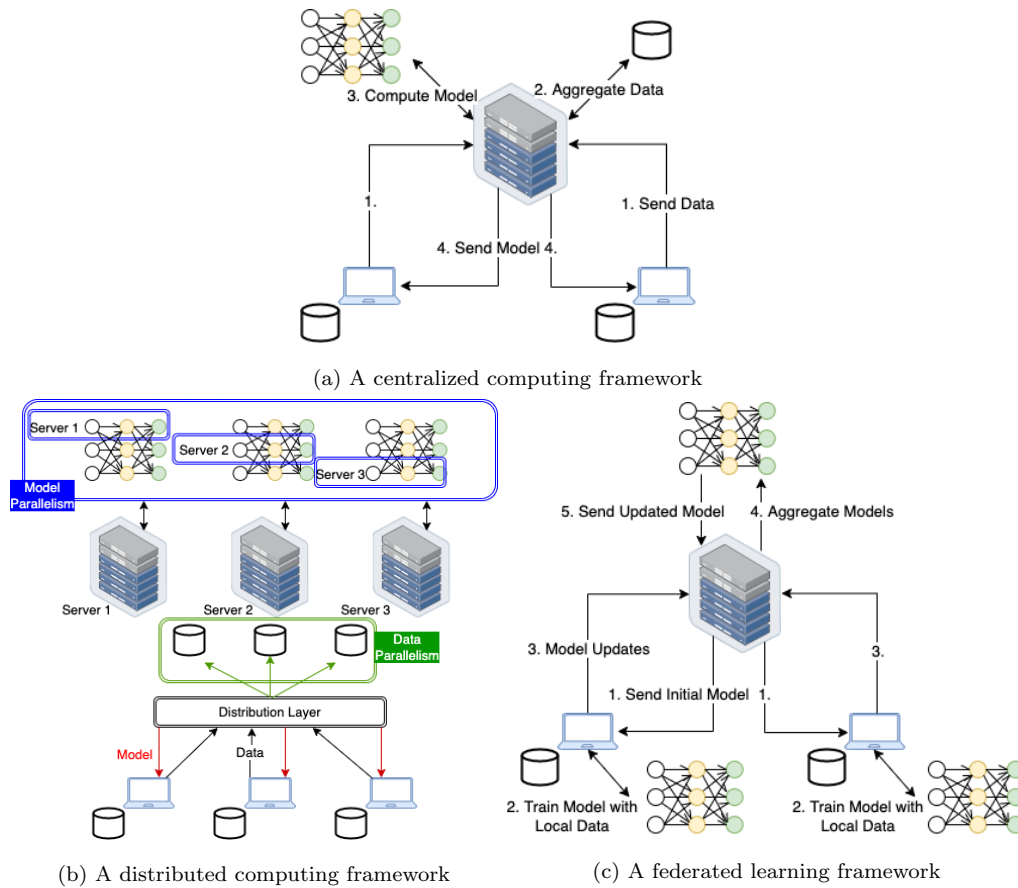 3. Compute Model
2. Aggregate Data
1.
1. Send Data
4. Send Model 4.
(a) A centralized computing framework
Server 1
Server 2
Server 3
Model
Parallelism
Server 1
Server 2
Server 3
Data
Parallelism
Distribution Layer
Model
Data
(b) A distributed computing framework
5. Send Updated Model
4. Aggregate Models
3. Model Updates
3.
1. Send Initial Model 1.
2. Train Model with
Local Data
2. Train Model with
Local Data
(c) A federated learning framework